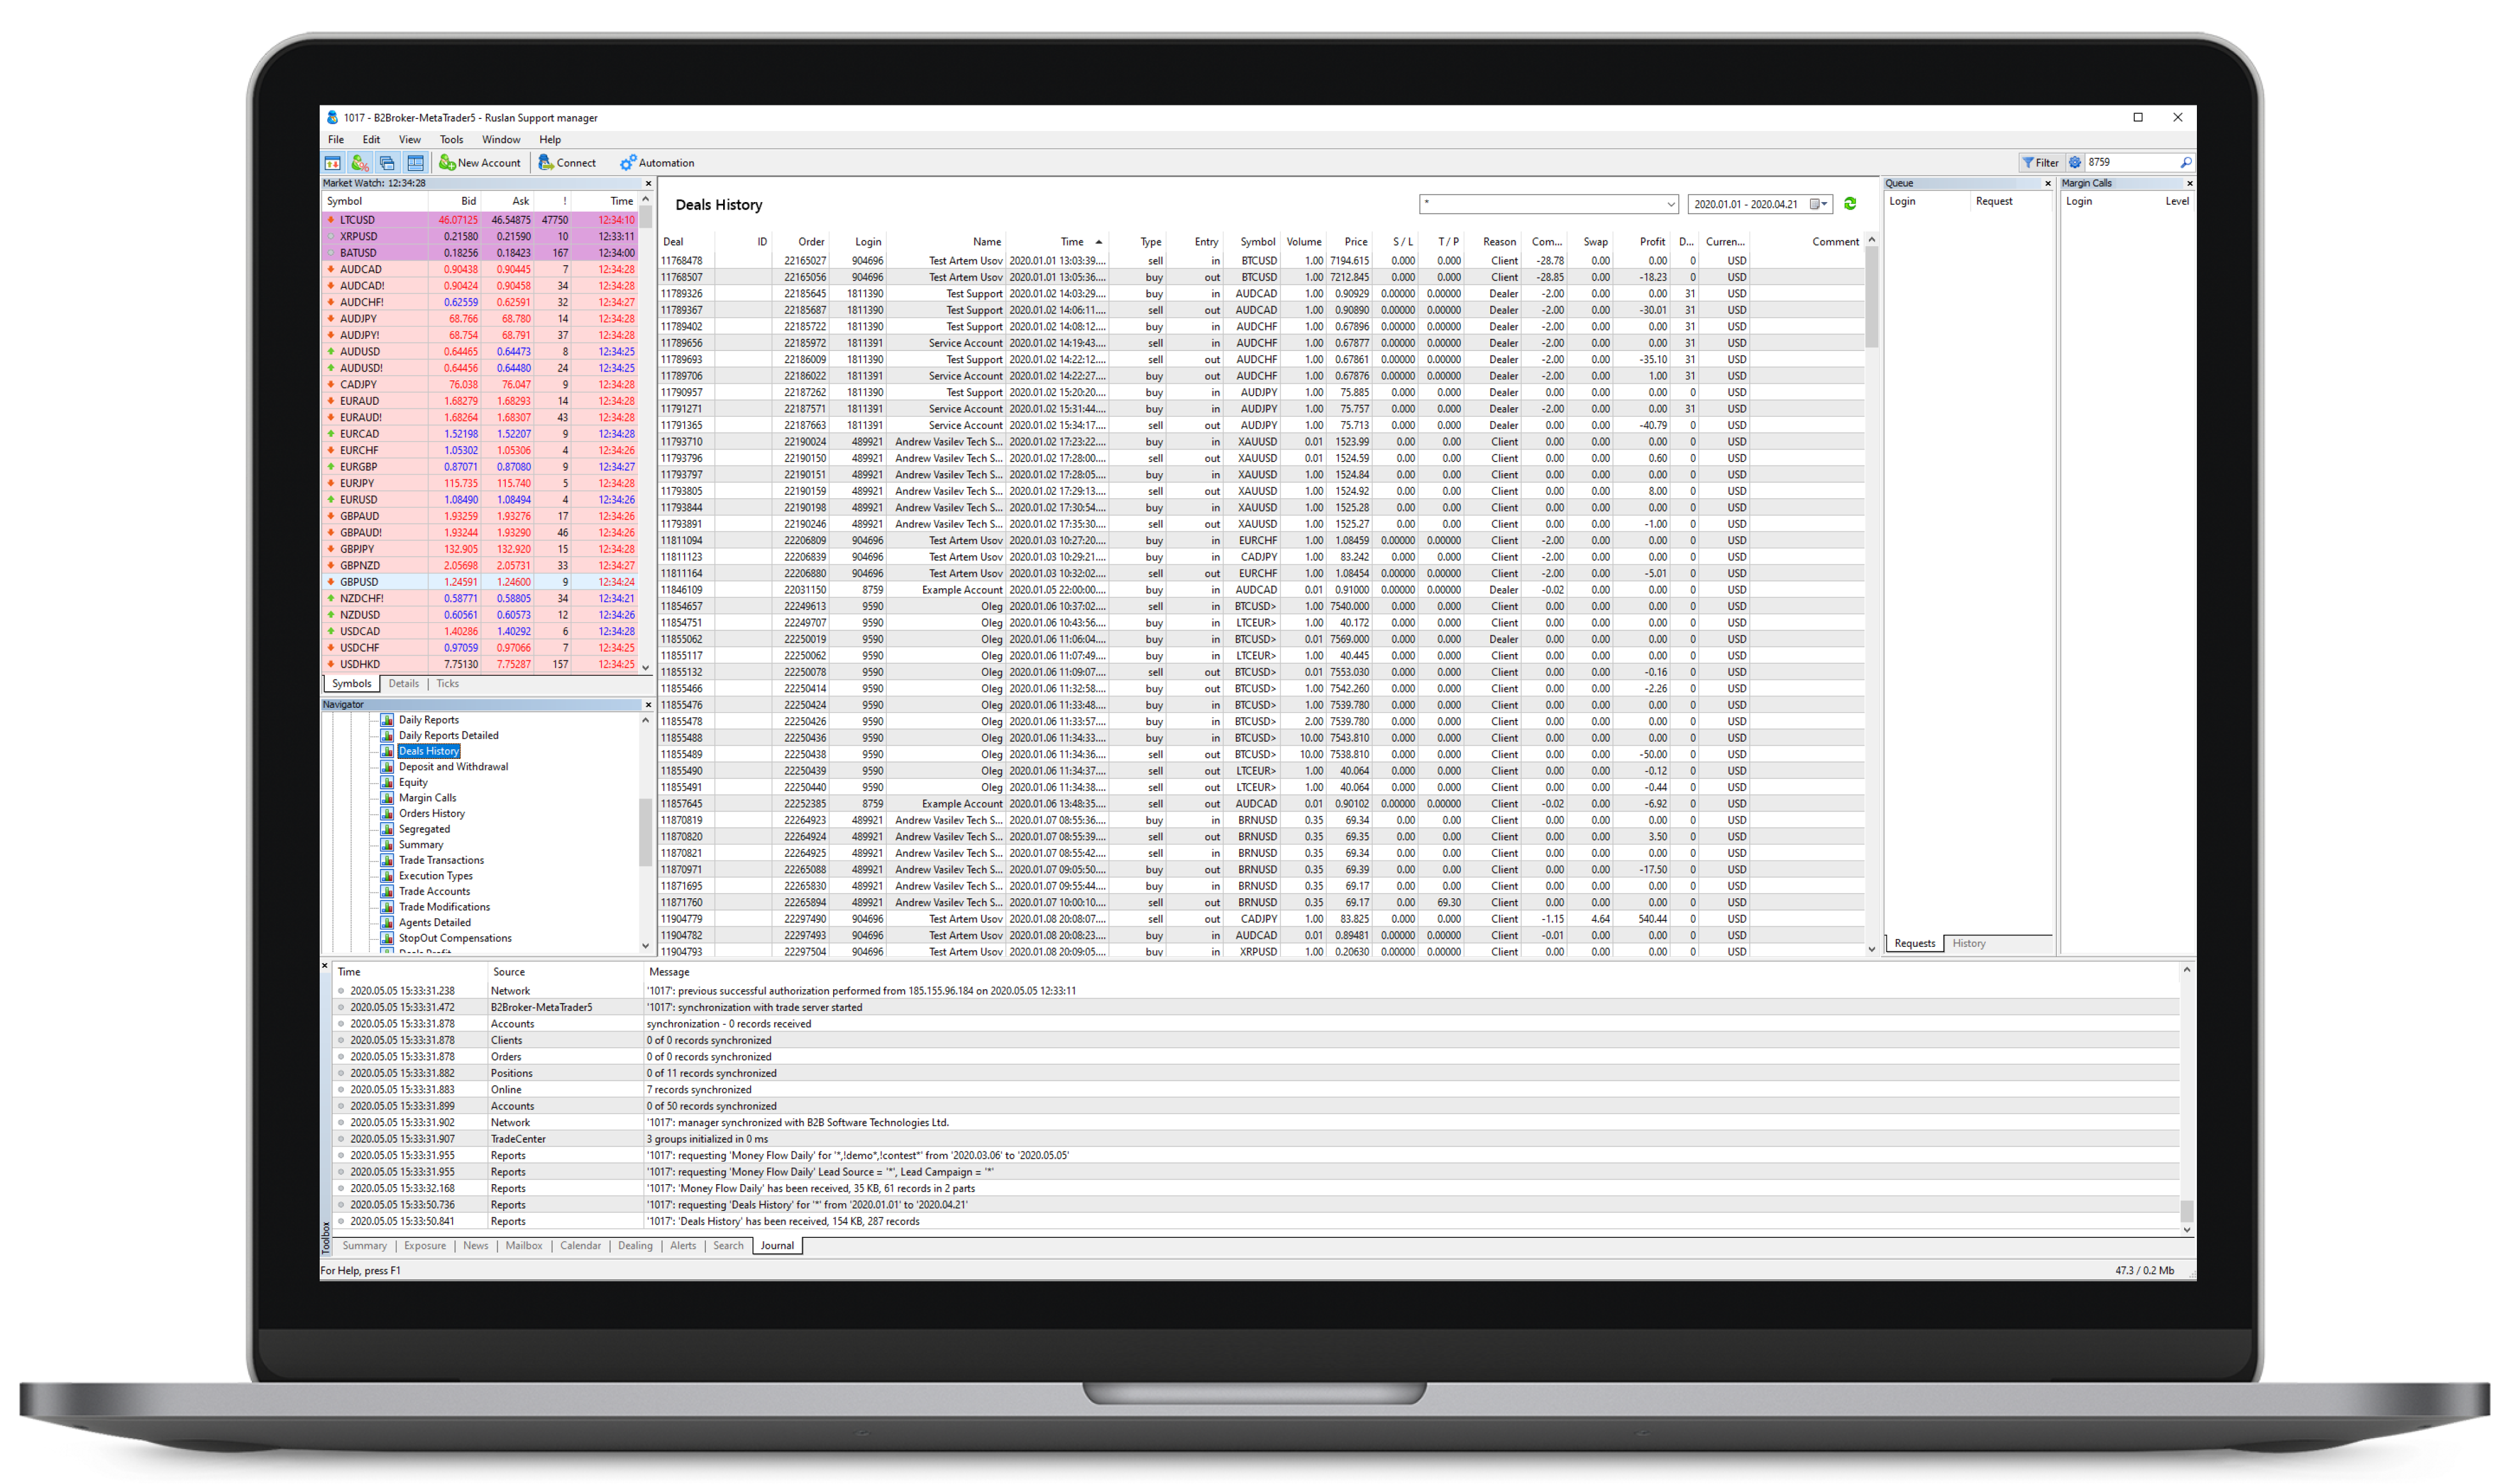 1017 - B2Broker-MetaTrader5 - Ruslan Support manager
File Edit View Tools Window Help
New Account Connect Automation Filter 8759
Market Watch: 12:34:28
Symbol Bid Ask ! Time
LTCUSD 46.07125 46.54875 47750 12:34:10
XRPUSD 0.21580 0.21590 10 12:33:11
BATUSD 0.18256 0.18423 167 12:34:00
AUDCAD 0.90438 0.90445 7 12:34:28
AUDCAD! 0.90424 0.90458 34 12:34:28
AUDCHF! 0.62559 0.62591 32 12:34:27
AUDJPY 68.766 68.780 14 12:34:28
AUDJPY! 68.754 68.791 37 12:34:28
AUDUSD 0.64465 0.64473 8 12:34:25
AUDUSD! 0.64456 0.64480 24 12:34:25
CADJPY 76.038 76.047 9 12:34:28
EURAUD 1.68279 1.68293 14 12:34:28
EURAUD! 1.68264 1.68307 43 12:34:28
EURCAD 1.52198 1.52207 9 12:34:28
EURCHF 1.05302 1.05306 4 12:34:26
EURGBP 0.87071 0.87080 9 12:34:27
EURJPY 115.735 115.740 5 12:34:28
EURUSD 1.08490 1.08494 4 12:34:26
GBPAUD 1.93259 1.93276 17 12:34:26
GBPAUD! 1.93244 1.93290 46 12:34:26
GBPJPY 132.905 132.920 15 12:34:28
GBPNZD 2.05698 2.05731 33 12:34:27
GBPUSD 1.24591 1.24600 9 12:34:24
NZDCHF! 0.58771 0.58805 34 12:34:21
NZDUSD 0.60561 0.60573 12 12:34:26
USDCAD 1.40286 1.40292 6 12:34:28
USDCHF 0.97059 0.97066 7 12:34:25
USDHKD 7.75130 7.75287 157 12:34:25
Symbols Details Ticks
Navigator
Daily Reports
Daily Reports Detailed
Deals History
Deposit and Withdrawal
Equity
Margin Calls
Orders History
Segregated
Summary
Trade Transactions
Execution Types
Trade Accounts
Trade Modifications
Agents Detailed
StopOut Compensations
Deals History * 2020.01.01 - 2020.04.21
Deal ID Order Login Name Time Type Entry Symbol Volume Price S / L T / P Reason Com... Swap Profit D... Curren... Comment
11768478 22165027 904696 Test Artem Usov 2020.01.01 13:03:39.... sell in BTCUSD 1.00 7194.615 0.000 0.000 Client -28.78 0.00 0.00 0 USD
11768507 22165056 904696 Test Artem Usov 2020.01.01 13:05:36.... buy out BTCUSD 1.00 7212.845 0.000 0.000 Client -28.85 0.00 -18.23 0 USD
11789326 22185645 1811390 Test Support 2020.01.02 14:03:29.... buy in AUDCAD 1.00 0.90929 0.00000 0.00000 Dealer -2.00 0.00 0.00 31 USD
11789367 22185687 1811390 Test Support 2020.01.02 14:06:11.... sell out AUDCAD 1.00 0.90890 0.00000 0.00000 Dealer -2.00 0.00 -30.01 31 USD
11789402 22185722 1811390 Test Support 2020.01.02 14:08:12.... buy in AUDCHF 1.00 0.67896 0.00000 0.00000 Dealer -2.00 0.00 0.00 31 USD
11789656 22185972 1811391 Service Account 2020.01.02 14:19:43.... sell in AUDCHF 1.00 0.67877 0.00000 0.00000 Dealer -2.00 0.00 0.00 31 USD
11789693 22186009 1811390 Test Support 2020.01.02 14:22:12.... sell out AUDCHF 1.00 0.67861 0.00000 0.00000 Dealer -2.00 0.00 -35.10 31 USD
11789706 22186022 1811391 Service Account 2020.01.02 14:22:27.... buy out AUDCHF 1.00 0.67876 0.00000 0.00000 Dealer -2.00 0.00 1.00 31 USD
11790957 22187262 1811390 Test Support 2020.01.02 15:20:20.... buy in AUDJPY 1.00 75.885 0.000 0.000 Dealer 0.00 0.00 0.00 0 USD
11791271 22187571 1811391 Service Account 2020.01.02 15:31:44.... buy in AUDJPY 1.00 75.757 0.000 0.000 Dealer -2.00 0.00 0.00 31 USD
11791365 22187663 1811391 Service Account 2020.01.02 15:34:17.... sell out AUDJPY 1.00 75.713 0.000 0.000 Dealer 0.00 0.00 -40.79 0 USD
11793710 22190024 489921 Andrew Vasilev Tech S... 2020.01.02 17:23:22.... buy in XAUUSD 0.01 1523.99 0.00 0.00 Client 0.00 0.00 0.00 0 USD
11793796 22190150 489921 Andrew Vasilev Tech S... 2020.01.02 17:28:00.... sell out XAUUSD 0.01 1524.59 0.00 0.00 Client 0.00 0.00 0.60 0 USD
11793797 22190151 489921 Andrew Vasilev Tech S... 2020.01.02 17:28:05.... buy in XAUUSD 1.00 1524.84 0.00 0.00 Client 0.00 0.00 0.00 0 USD
11793805 22190159 489921 Andrew Vasilev Tech S... 2020.01.02 17:29:13.... sell out XAUUSD 1.00 1524.92 0.00 0.00 Client 0.00 0.00 8.00 0 USD
11793844 22190198 489921 Andrew Vasilev Tech S... 2020.01.02 17:30:54.... buy in XAUUSD 1.00 1525.28 0.00 0.00 Client 0.00 0.00 0.00 0 USD
11793891 22190246 489921 Andrew Vasilev Tech S... 2020.01.02 17:35:30.... sell out XAUUSD 1.00 1525.27 0.00 0.00 Client 0.00 0.00 -1.00 0 USD
11811094 22206809 904696 Test Artem Usov 2020.01.03 10:27:20.... buy in EURCHF 1.00 1.08459 0.00000 0.00000 Client -2.00 0.00 0.00 0 USD
11811123 22206839 904696 Test Artem Usov 2020.01.03 10:29:21.... buy in CADJPY 1.00 83.242 0.000 0.000 Client -2.00 0.00 0.00 0 USD
11811164 22206880 904696 Test Artem Usov 2020.01.03 10:32:02.... sell out EURCHF 1.00 1.08454 0.00000 0.00000 Client -2.00 0.00 -5.01 0 USD
11846109 22031150 8759 Example Account 2020.01.05 22:00:00.... buy in AUDCAD 0.01 0.91000 0.00000 0.00000 Dealer -0.02 0.00 0.00 0 USD
11854657 22249613 9590 Oleg 2020.01.06 10:37:02.... sell in BTCUSD> 1.00 7540.000 0.000 0.000 Client 0.00 0.00 0.00 0 USD
11854751 22249707 9590 Oleg 2020.01.06 10:43:56.... buy in LTCEUR> 1.00 40.172 0.000 0.000 Client 0.00 0.00 0.00 0 USD
11855062 22250019 9590 Oleg 2020.01.06 11:06:04.... buy in BTCUSD> 0.01 7569.000 0.000 0.000 Dealer 0.00 0.00 0.00 0 USD
11855117 22250062 9590 Oleg 2020.01.06 11:07:49.... buy in LTCEUR> 1.00 40.445 0.000 0.000 Client 0.00 0.00 0.00 0 USD
11855132 22250078 9590 Oleg 2020.01.06 11:09:07.... sell out BTCUSD> 0.01 7553.030 0.000 0.000 Client 0.00 0.00 -0.16 0 USD
11855466 22250414 9590 Oleg 2020.01.06 11:32:58.... buy out BTCUSD> 1.00 7542.260 0.000 0.000 Client 0.00 0.00 -2.26 0 USD
11855476 22250424 9590 Oleg 2020.01.06 11:33:48.... buy in BTCUSD> 1.00 7539.780 0.000 0.000 Client 0.00 0.00 0.00 0 USD
11855478 22250426 9590 Oleg 2020.01.06 11:33:57.... buy in BTCUSD> 2.00 7539.780 0.000 0.000 Client 0.00 0.00 0.00 0 USD
11855488 22250436 9590 Oleg 2020.01.06 11:34:33.... buy in BTCUSD> 10.00 7543.810 0.000 0.000 Client 0.00 0.00 0.00 0 USD
11855489 22250438 9590 Oleg 2020.01.06 11:34:36.... sell out BTCUSD> 10.00 7538.810 0.000 0.000 Client 0.00 0.00 -50.00 0 USD
11855490 22250439 9590 Oleg 2020.01.06 11:34:37.... sell out LTCEUR> 1.00 40.064 0.000 0.000 Client 0.00 0.00 -0.12 0 USD
11855491 22250440 9590 Oleg 2020.01.06 11:34:38.... sell out LTCEUR> 1.00 40.064 0.000 0.000 Client 0.00 0.00 -0.44 0 USD
11857645 22252385 8759 Example Account 2020.01.06 13:48:35.... sell out AUDCAD 0.01 0.90102 0.00000 0.00000 Client -0.02 0.00 -6.92 0 USD
11870819 22264923 489921 Andrew Vasilev Tech S... 2020.01.07 08:55:36.... buy in BRNUSD 0.35 69.34 0.00 0.00 Client 0.00 0.00 0.00 0 USD
11870820 22264924 489921 Andrew Vasilev Tech S... 2020.01.07 08:55:39.... sell out BRNUSD 0.35 69.35 0.00 0.00 Client 0.00 0.00 3.50 0 USD
11870821 22264925 489921 Andrew Vasilev Tech S... 2020.01.07 08:55:42.... sell in BRNUSD 0.35 69.34 0.00 0.00 Client 0.00 0.00 0.00 0 USD
11870971 22265088 489921 Andrew Vasilev Tech S... 2020.01.07 09:05:50.... buy out BRNUSD 0.35 69.39 0.00 0.00 Client 0.00 0.00 -17.50 0 USD
11871695 22265830 489921 Andrew Vasilev Tech S... 2020.01.07 09:55:44.... buy in BRNUSD 0.35 69.17 0.00 0.00 Client 0.00 0.00 0.00 0 USD
11871760 22265894 489921 Andrew Vasilev Tech S... 2020.01.07 10:00:10.... sell out BRNUSD 0.35 69.17 0.00 69.30 Client 0.00 0.00 0.00 0 USD
11904779 22297490 904696 Test Artem Usov 2020.01.08 20:08:07.... sell out CADJPY 1.00 83.825 0.000 0.000 Client -1.15 4.64 540.44 0 USD
11904782 22297493 904696 Test Artem Usov 2020.01.08 20:08:23.... buy in AUDCAD 0.01 0.89481 0.00000 0.00000 Client -0.01 0.00 0.00 0 USD
11904793 22297504 904696 Test Artem Usov 2020.01.08 20:09:05.... buy in XRPUSD 1.00 0.20630 0.00000 0.00000 Client 0.00 0.00 0.00 0 USD
Queue
Login Request
Requests History
Margin Calls
Login Level
Toolbox
Time Source Message
2020.05.05 15:33:31.238 Network '1017': previous successful authorization performed from 185.155.96.184 on 2020.05.05 12:33:11
2020.05.05 15:33:31.472 B2Broker-MetaTrader5 '1017': synchronization with trade server started
2020.05.05 15:33:31.878 Accounts synchronization - 0 records received
2020.05.05 15:33:31.878 Clients 0 of 0 records synchronized
2020.05.05 15:33:31.878 Orders 0 of 0 records synchronized
2020.05.05 15:33:31.882 Positions 0 of 11 records synchronized
2020.05.05 15:33:31.883 Online 7 records synchronized
2020.05.05 15:33:31.899 Accounts 0 of 50 records synchronized
2020.05.05 15:33:31.902 Network '1017': manager synchronized with B2B Software Technologies Ltd.
2020.05.05 15:33:31.907 TradeCenter 3 groups initialized in 0 ms
2020.05.05 15:33:31.955 Reports '1017': requesting 'Money Flow Daily' for '*,!demo*,!contest*' from '2020.03.06' to '2020.05.05'
2020.05.05 15:33:31.955 Reports '1017': requesting 'Money Flow Daily' Lead Source = '*', Lead Campaign = '*'
2020.05.05 15:33:32.168 Reports '1017': 'Money Flow Daily' has been received, 35 KB, 61 records in 2 parts
2020.05.05 15:33:50.736 Reports '1017': requesting 'Deals History' for '*' from '2020.01.01' to '2020.04.21'
2020.05.05 15:33:50.841 Reports '1017': 'Deals History' has been received, 154 KB, 287 records
Summary Exposure News Mailbox Calendar Dealing Alerts Search Journal
For Help, press F1 47.3 / 0.2 Mb